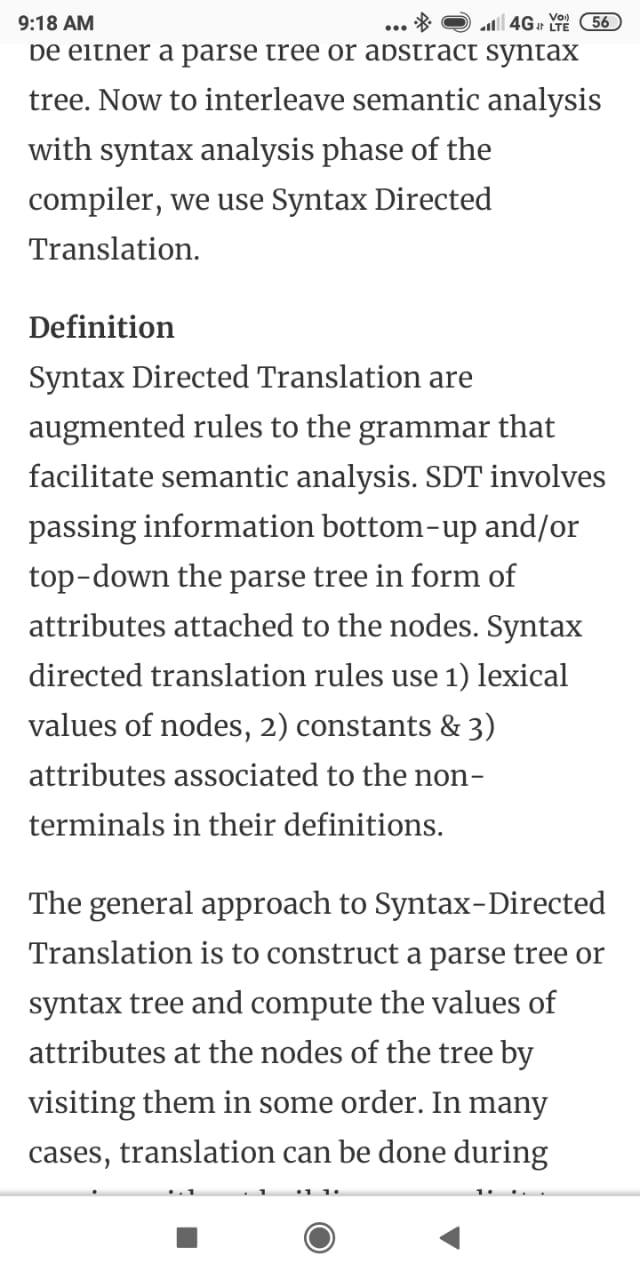 9:18 AM ... 4G Vo) LTE 56
be either a parse tree or abstract syntax
tree. Now to interleave semantic analysis
with syntax analysis phase of the
compiler, we use Syntax Directed
Translation.
Definition
Syntax Directed Translation are
augmented rules to the grammar that
facilitate semantic analysis. SDT involves
passing information bottom-up and/or
top-down the parse tree in form of
attributes attached to the nodes. Syntax
directed translation rules use 1) lexical
values of nodes, 2) constants & 3)
attributes associated to the non-
terminals in their definitions.
The general approach to Syntax-Directed
Translation is to construct a parse tree or
syntax tree and compute the values of
attributes at the nodes of the tree by
visiting them in some order. In many
cases, translation can be done during